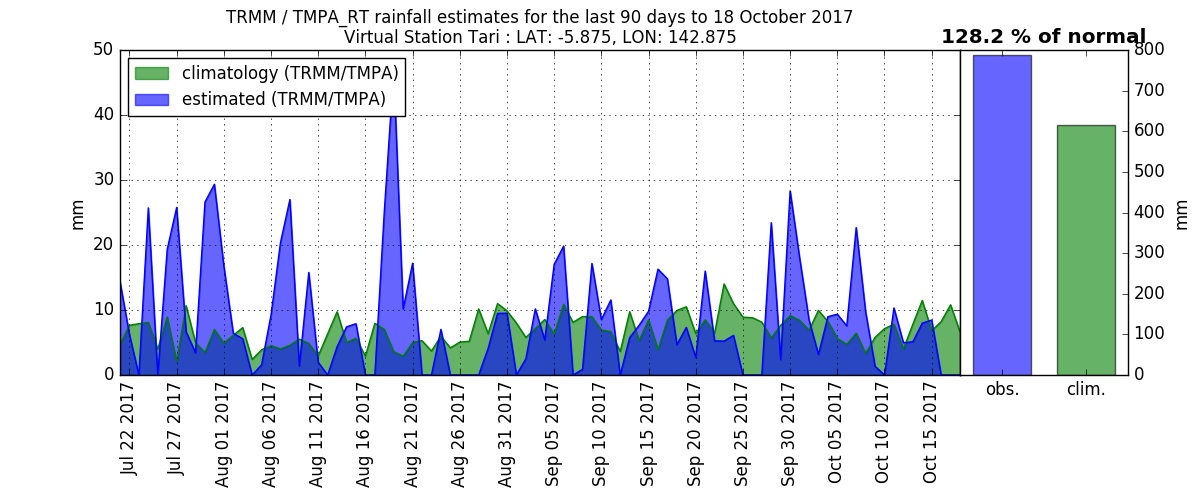 TRMM / TMPA_RT rainfall estimates for the last 90 days to 18 October 2017
Virtual Station Tari : LAT: -5.875, LON: 142.875
128.2 % of normal
climatology (TRMM/TMPA)
estimated (TRMM/TMPA)
50
40
30
20
10
0
mm
Jul 22 2017
Jul 27 2017
Aug 01 2017
Aug 06 2017
Aug 11 2017
Aug 16 2017
Aug 21 2017
Aug 26 2017
Aug 31 2017
Sep 05 2017
Sep 10 2017
Sep 15 2017
Sep 20 2017
Sep 25 2017
Sep 30 2017
Oct 05 2017
Oct 10 2017
Oct 15 2017
obs.
clim.
800
700
600
500
400
300
200
100
0
mm